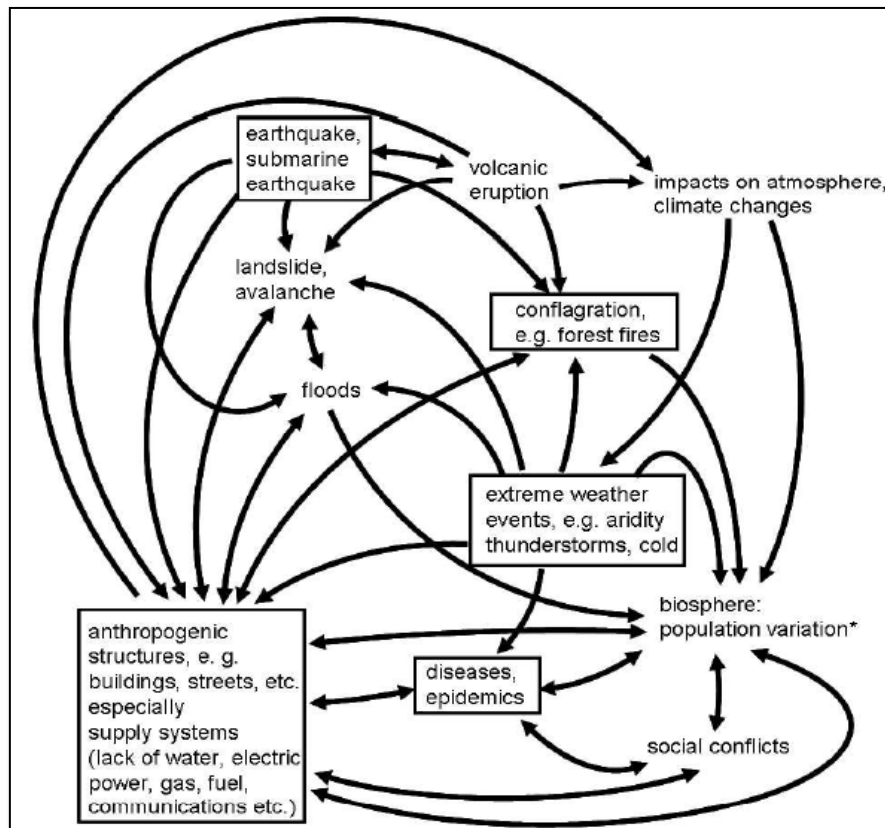 earthquake,
submarine
earthquake
volcanic
eruption
impacts on atmosphere,
climate changes
landslide,
avalanche
conflagration,
e.g. forest fires
floods
extreme weather
events, e.g. aridity
thunderstorms, cold
biosphere:
population variation*
anthropogenic
structures, e. g.
buildings, streets, etc.
especially
supply systems
(lack of water, electric
power, gas, fuel,
communications etc.)
diseases,
epidemics
social conflicts